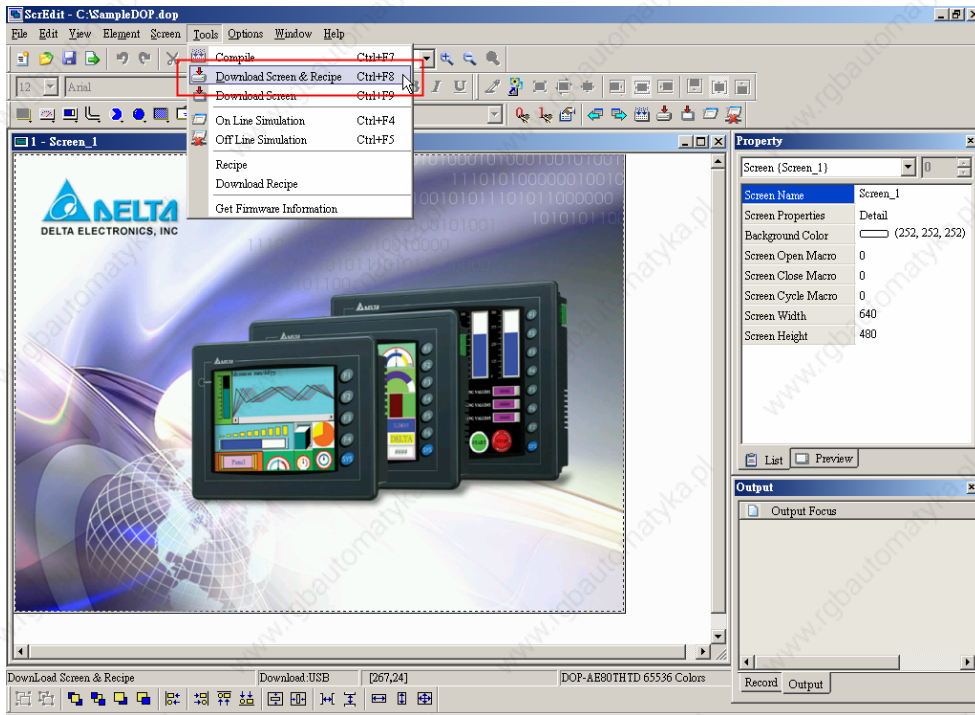 ScrEdit - C:\SampleDOP.dop
File Edit View Element Screen Tools Options Window Help
12 Arial
B I U
Compile Ctrl+F7
Download Screen & Recipe Ctrl+F8
Download Screen Ctrl+F9
On Line Simulation Ctrl+F4
Off Line Simulation Ctrl+F5
Recipe
Download Recipe
Get Firmware Information
1 - Screen_1
DELTA
DELTA ELECTRONICS, INC
Property
Screen {Screen_1} 0
Screen Name Screen_1
Screen Properties Detail
Background Color (252, 252, 252)
Screen Open Macro 0
Screen Close Macro 0
Screen Cycle Macro 0
Screen Width 640
Screen Height 480
List Preview
Output
Output Focus
Record Output
DownLoad Screen & Recipe Download:USB [267,24] DOP-AE80THTD 65536 Colors
www.rgbautomatyka.pl